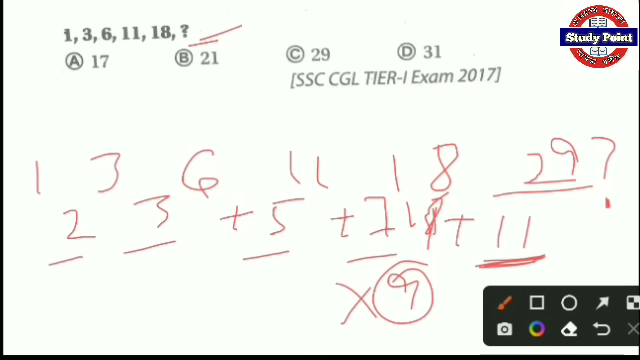 1, 3, 6, 11, 18, ?
Ⓐ 17 Ⓑ 21 Ⓒ 29 Ⓓ 31
[SSC CGL TIER-I Exam 2017]
Study Point
1 3 6 11 18 29 ?
2 3 +5 +7 + 11
× 9